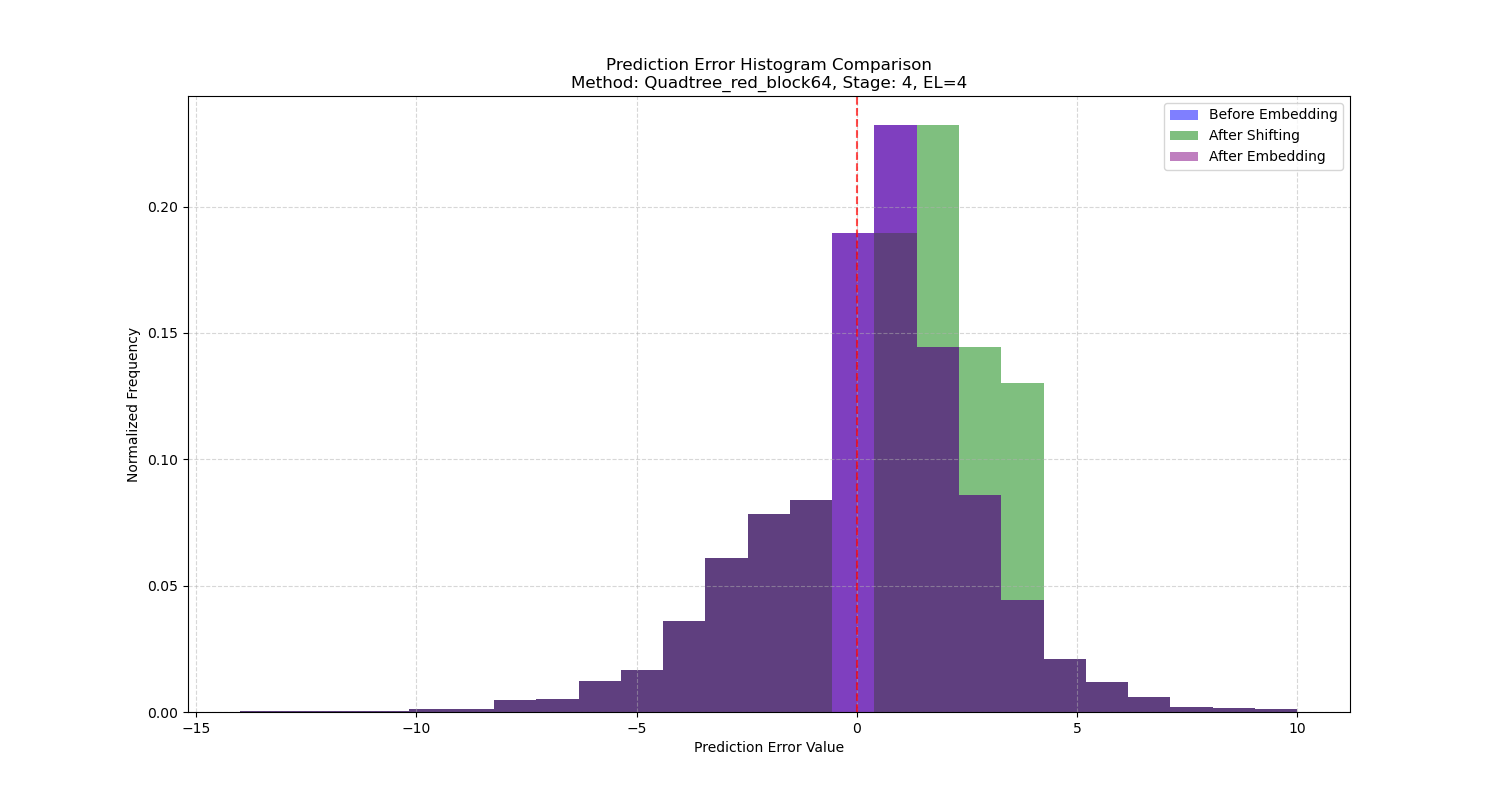 Prediction Error Histogram Comparison
Method: Quadtree_red_block64, Stage: 4, EL=4
Before Embedding
After Shifting
After Embedding
Normalized Frequency
0.20
0.15
0.10
0.05
0.00
−15
−10
−5
0
5
10
Prediction Error Value